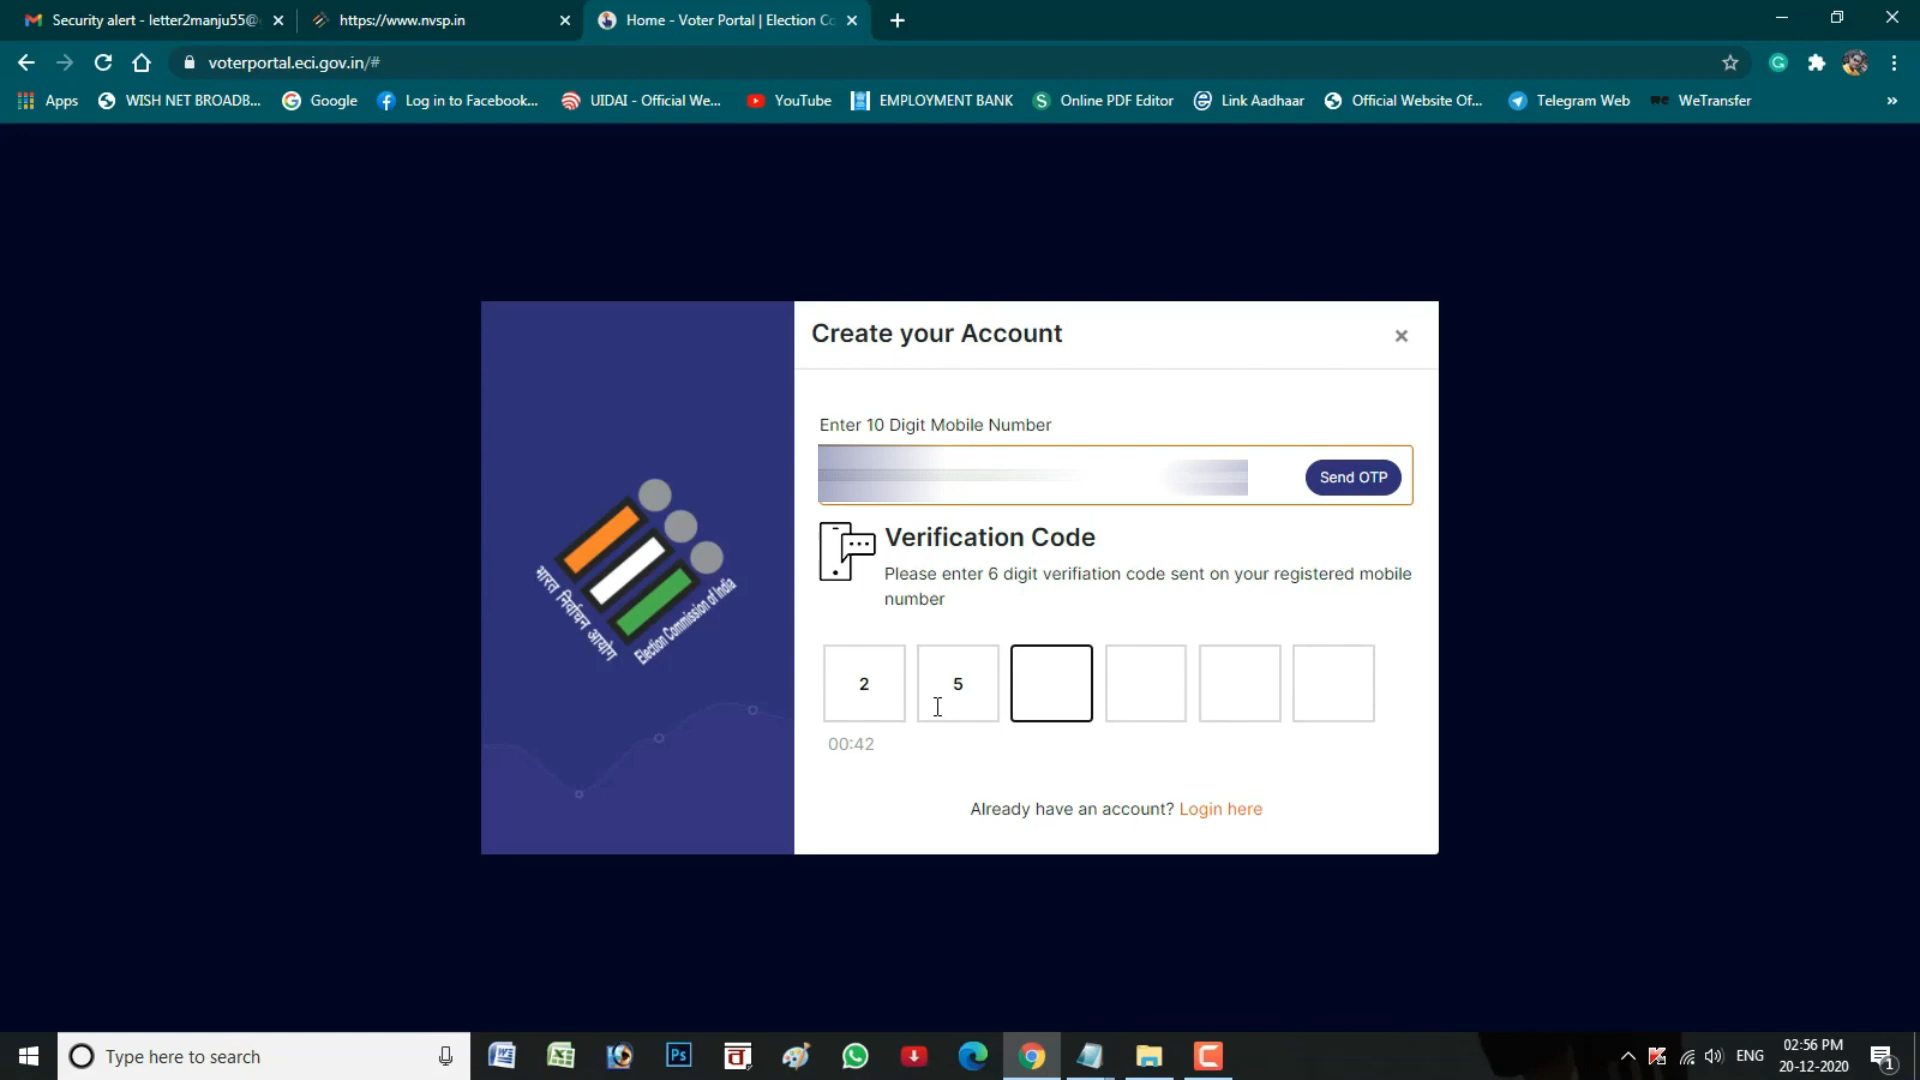 Security alert - letter2manju55@
https://www.nvsp.in
Home - Voter Portal | Election Co
voterportal.eci.gov.in/#
Apps
WISH NET BROADB...
Google
Log in to Facebook...
UIDAI - Official We...
YouTube
EMPLOYMENT BANK
Online PDF Editor
Link Aadhaar
Official Website Of...
Telegram Web
WeTransfer
»
Create your Account
×
Enter 10 Digit Mobile Number
Send OTP
Verification Code
Please enter 6 digit verifiation code sent on your registered mobile
number
2 5
00:42
Already have an account? Login here
भारत निर्वाचन आयोग
Election Commission of India
Type here to search
Ps
ENG
02:56 PM
20-12-2020
1